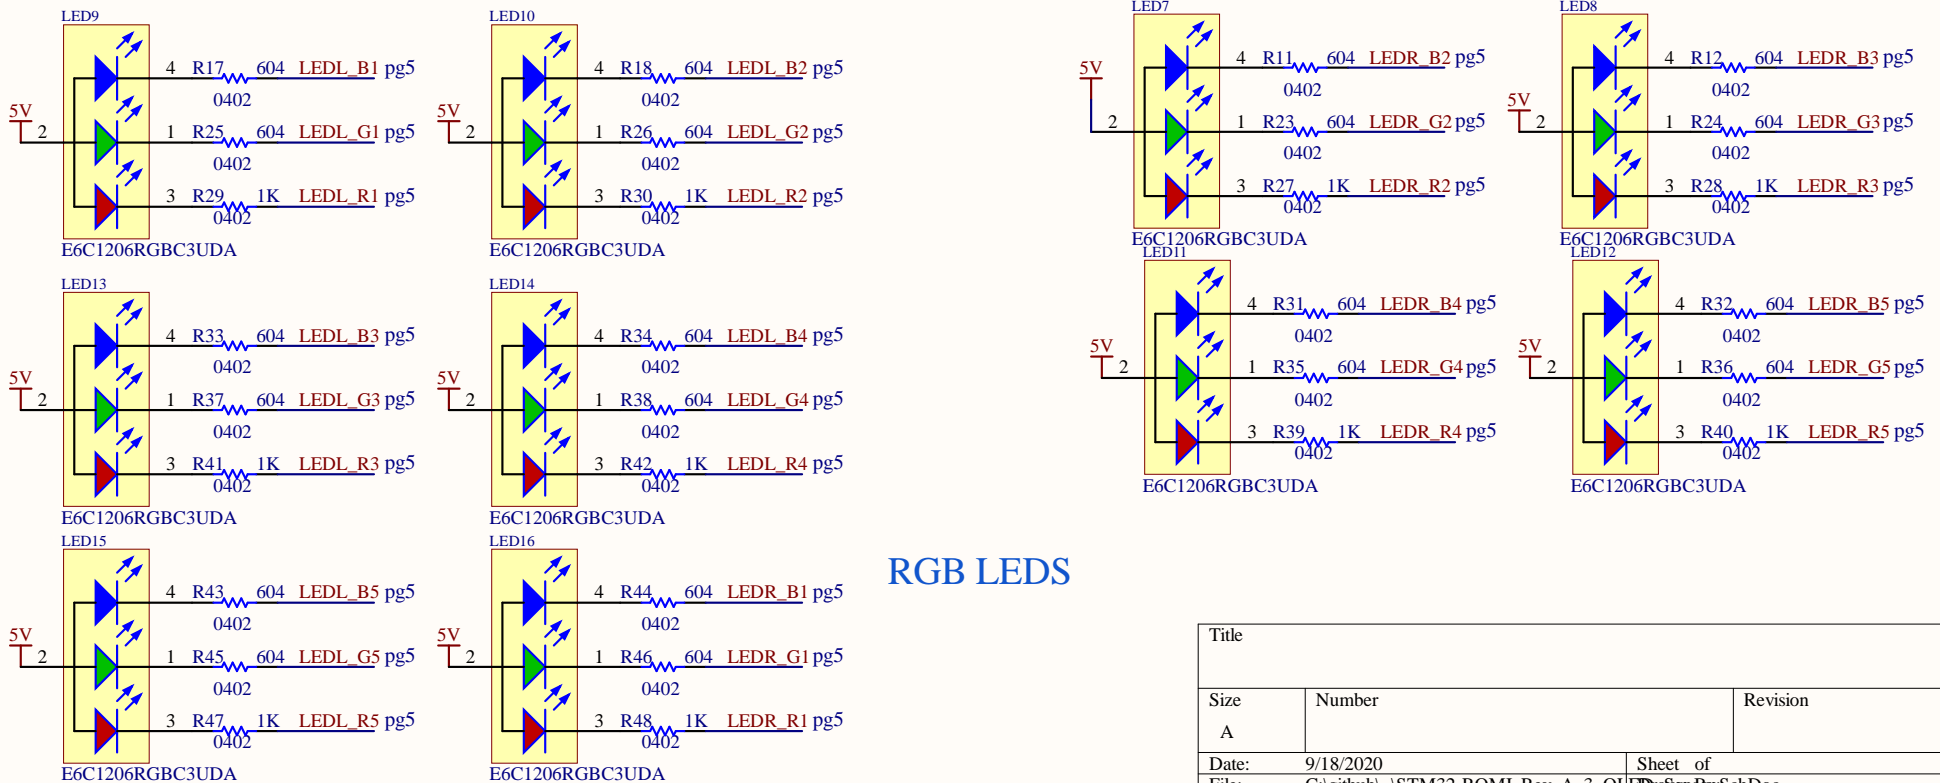 LED9
5V
2
4 R17 604 LEDL_B1 pg5
0402
1 R25 604 LEDL_G1 pg5
0402
3 R29 1K LEDL_R1 pg5
0402
E6C1206RGBC3UDA
LED10
5V
2
4 R18 604 LEDL_B2 pg5
0402
1 R26 604 LEDL_G2 pg5
0402
3 R30 1K LEDL_R2 pg5
0402
E6C1206RGBC3UDA
LED7
5V
2
4 R11 604 LEDR_B2 pg5
0402
1 R23 604 LEDR_G2 pg5
0402
3 R27 1K LEDR_R2 pg5
0402
E6C1206RGBC3UDA
LED8
5V
2
4 R12 604 LEDR_B3 pg5
0402
1 R24 604 LEDR_G3 pg5
0402
3 R28 1K LEDR_R3 pg5
0402
E6C1206RGBC3UDA
LED13
5V
2
4 R33 604 LEDL_B3 pg5
0402
1 R37 604 LEDL_G3 pg5
0402
3 R41 1K LEDL_R3 pg5
0402
E6C1206RGBC3UDA
LED14
5V
2
4 R34 604 LEDL_B4 pg5
0402
1 R38 604 LEDL_G4 pg5
0402
3 R42 1K LEDL_R4 pg5
0402
E6C1206RGBC3UDA
LED11
5V
2
4 R31 604 LEDR_B4 pg5
0402
1 R35 604 LEDR_G4 pg5
0402
3 R39 1K LEDR_R4 pg5
0402
E6C1206RGBC3UDA
LED12
5V
2
4 R32 604 LEDR_B5 pg5
0402
1 R36 604 LEDR_G5 pg5
0402
3 R40 1K LEDR_R5 pg5
0402
E6C1206RGBC3UDA
LED15
5V
2
4 R43 604 LEDL_B5 pg5
0402
1 R45 604 LEDL_G5 pg5
0402
3 R47 1K LEDL_R5 pg5
0402
E6C1206RGBC3UDA
LED16
5V
2
4 R44 604 LEDR_B1 pg5
0402
1 R46 604 LEDR_G1 pg5
0402
3 R48 1K LEDR_R1 pg5
0402
E6C1206RGBC3UDA
RGB LEDS
Title
Size Number Revision
A
Date: 9/18/2020 Sheet of
File: